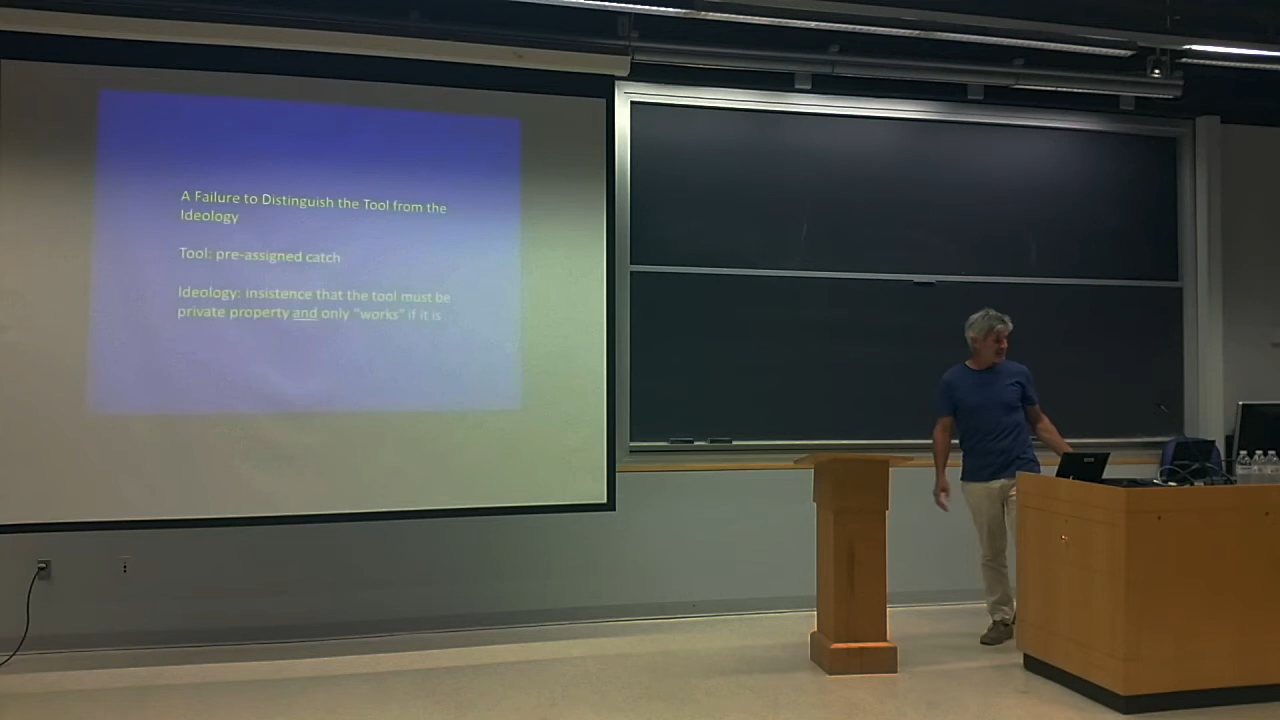 A Failure to Distinguish the Tool from the
Ideology
Tool: pre-assigned catch
Ideology: insistence that the tool must be
private property and only "works" if it is